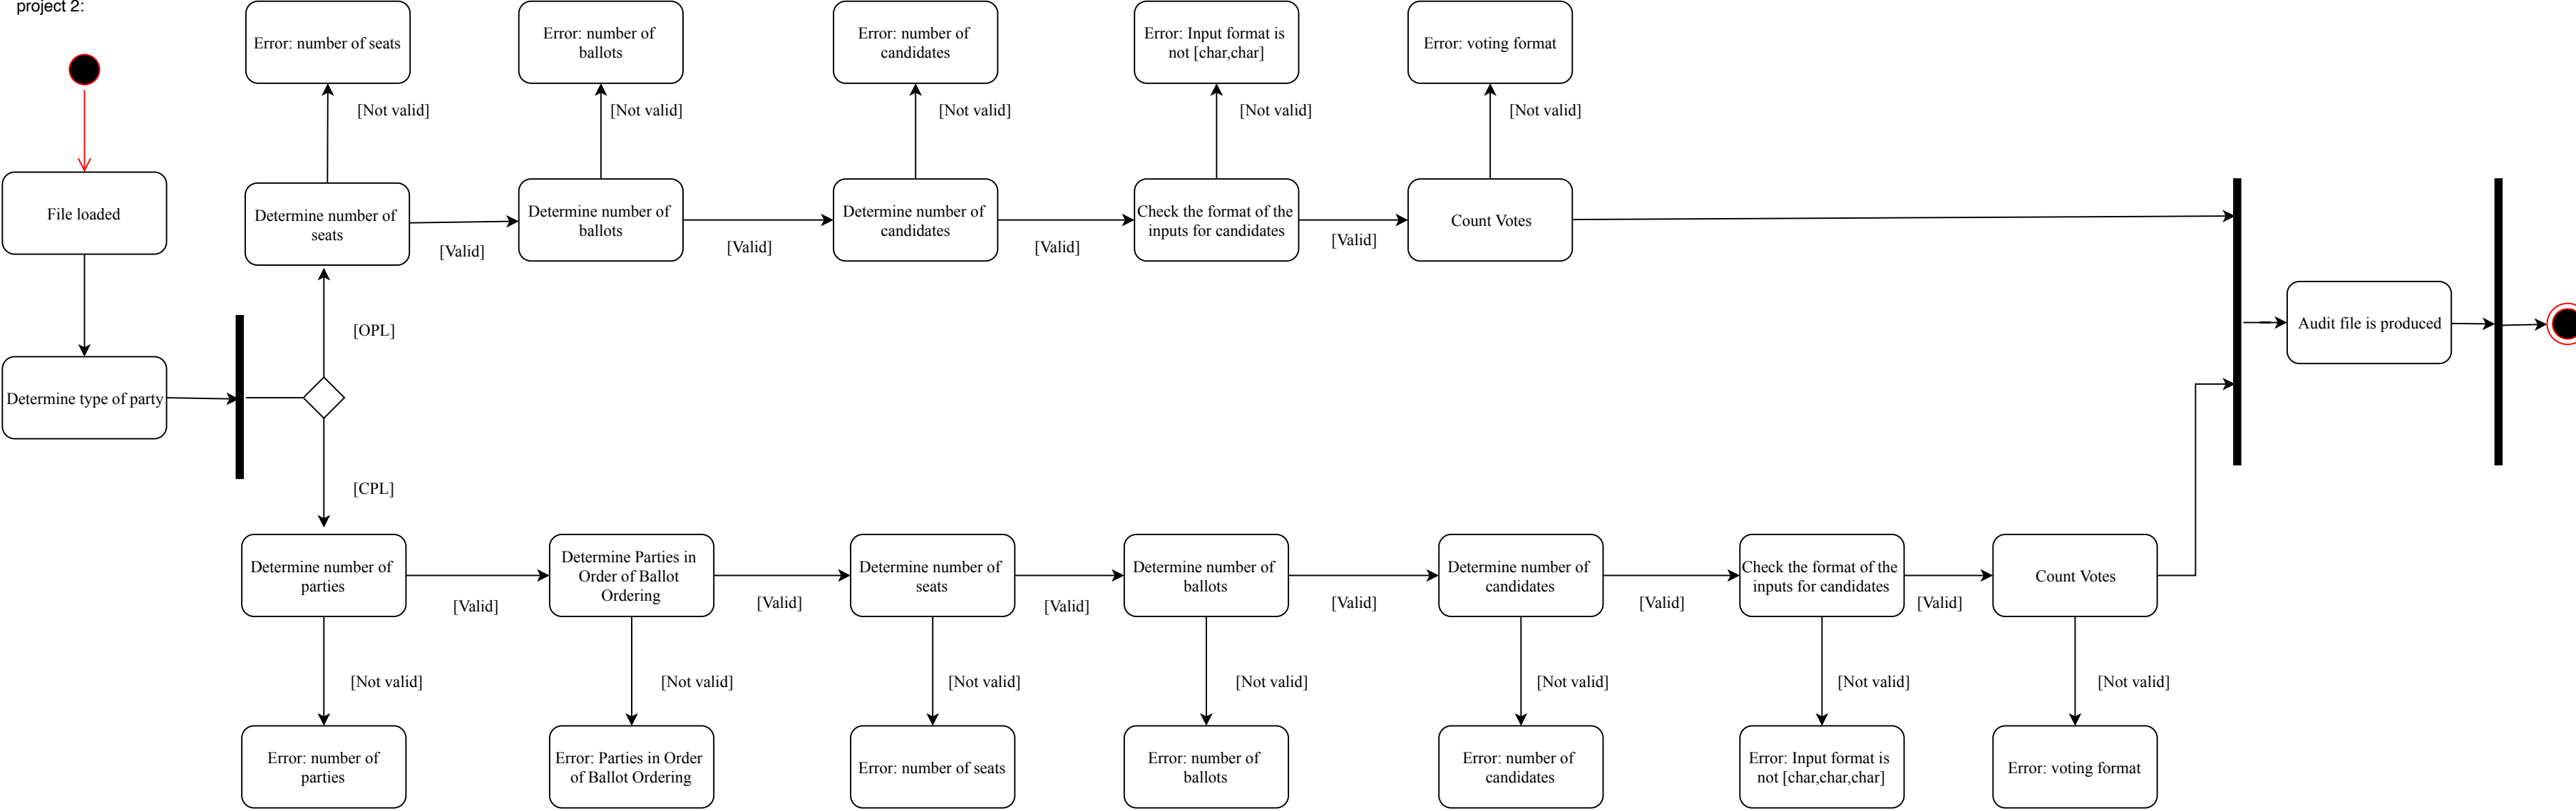 project 2:
Error: number of seats
Error: number of
ballots
Error: number of
candidates
Error: Input format is
not [char,char]
Error: voting format
[Not valid]
[Not valid]
[Not valid]
[Not valid]
[Not valid]
File loaded
Determine number of
seats
Determine number of
ballots
Determine number of
candidates
Check the format of the
inputs for candidates
Count Votes
[Valid]
[Valid]
[Valid]
[Valid]
[OPL]
Audit file is produced
Determine type of party
[CPL]
Determine number of
parties
Determine Parties in
Order of Ballot
Ordering
Determine number of
seats
Determine number of
ballots
Determine number of
candidates
Check the format of the
inputs for candidates
Count Votes
[Valid]
[Valid]
[Valid]
[Valid]
[Valid]
[Valid]
[Not valid]
[Not valid]
[Not valid]
[Not valid]
[Not valid]
[Not valid]
[Not valid]
Error: number of
parties
Error: Parties in Order
of Ballot Ordering
Error: number of seats
Error: number of
ballots
Error: number of
candidates
Error: Input format is
not [char,char,char]
Error: voting format